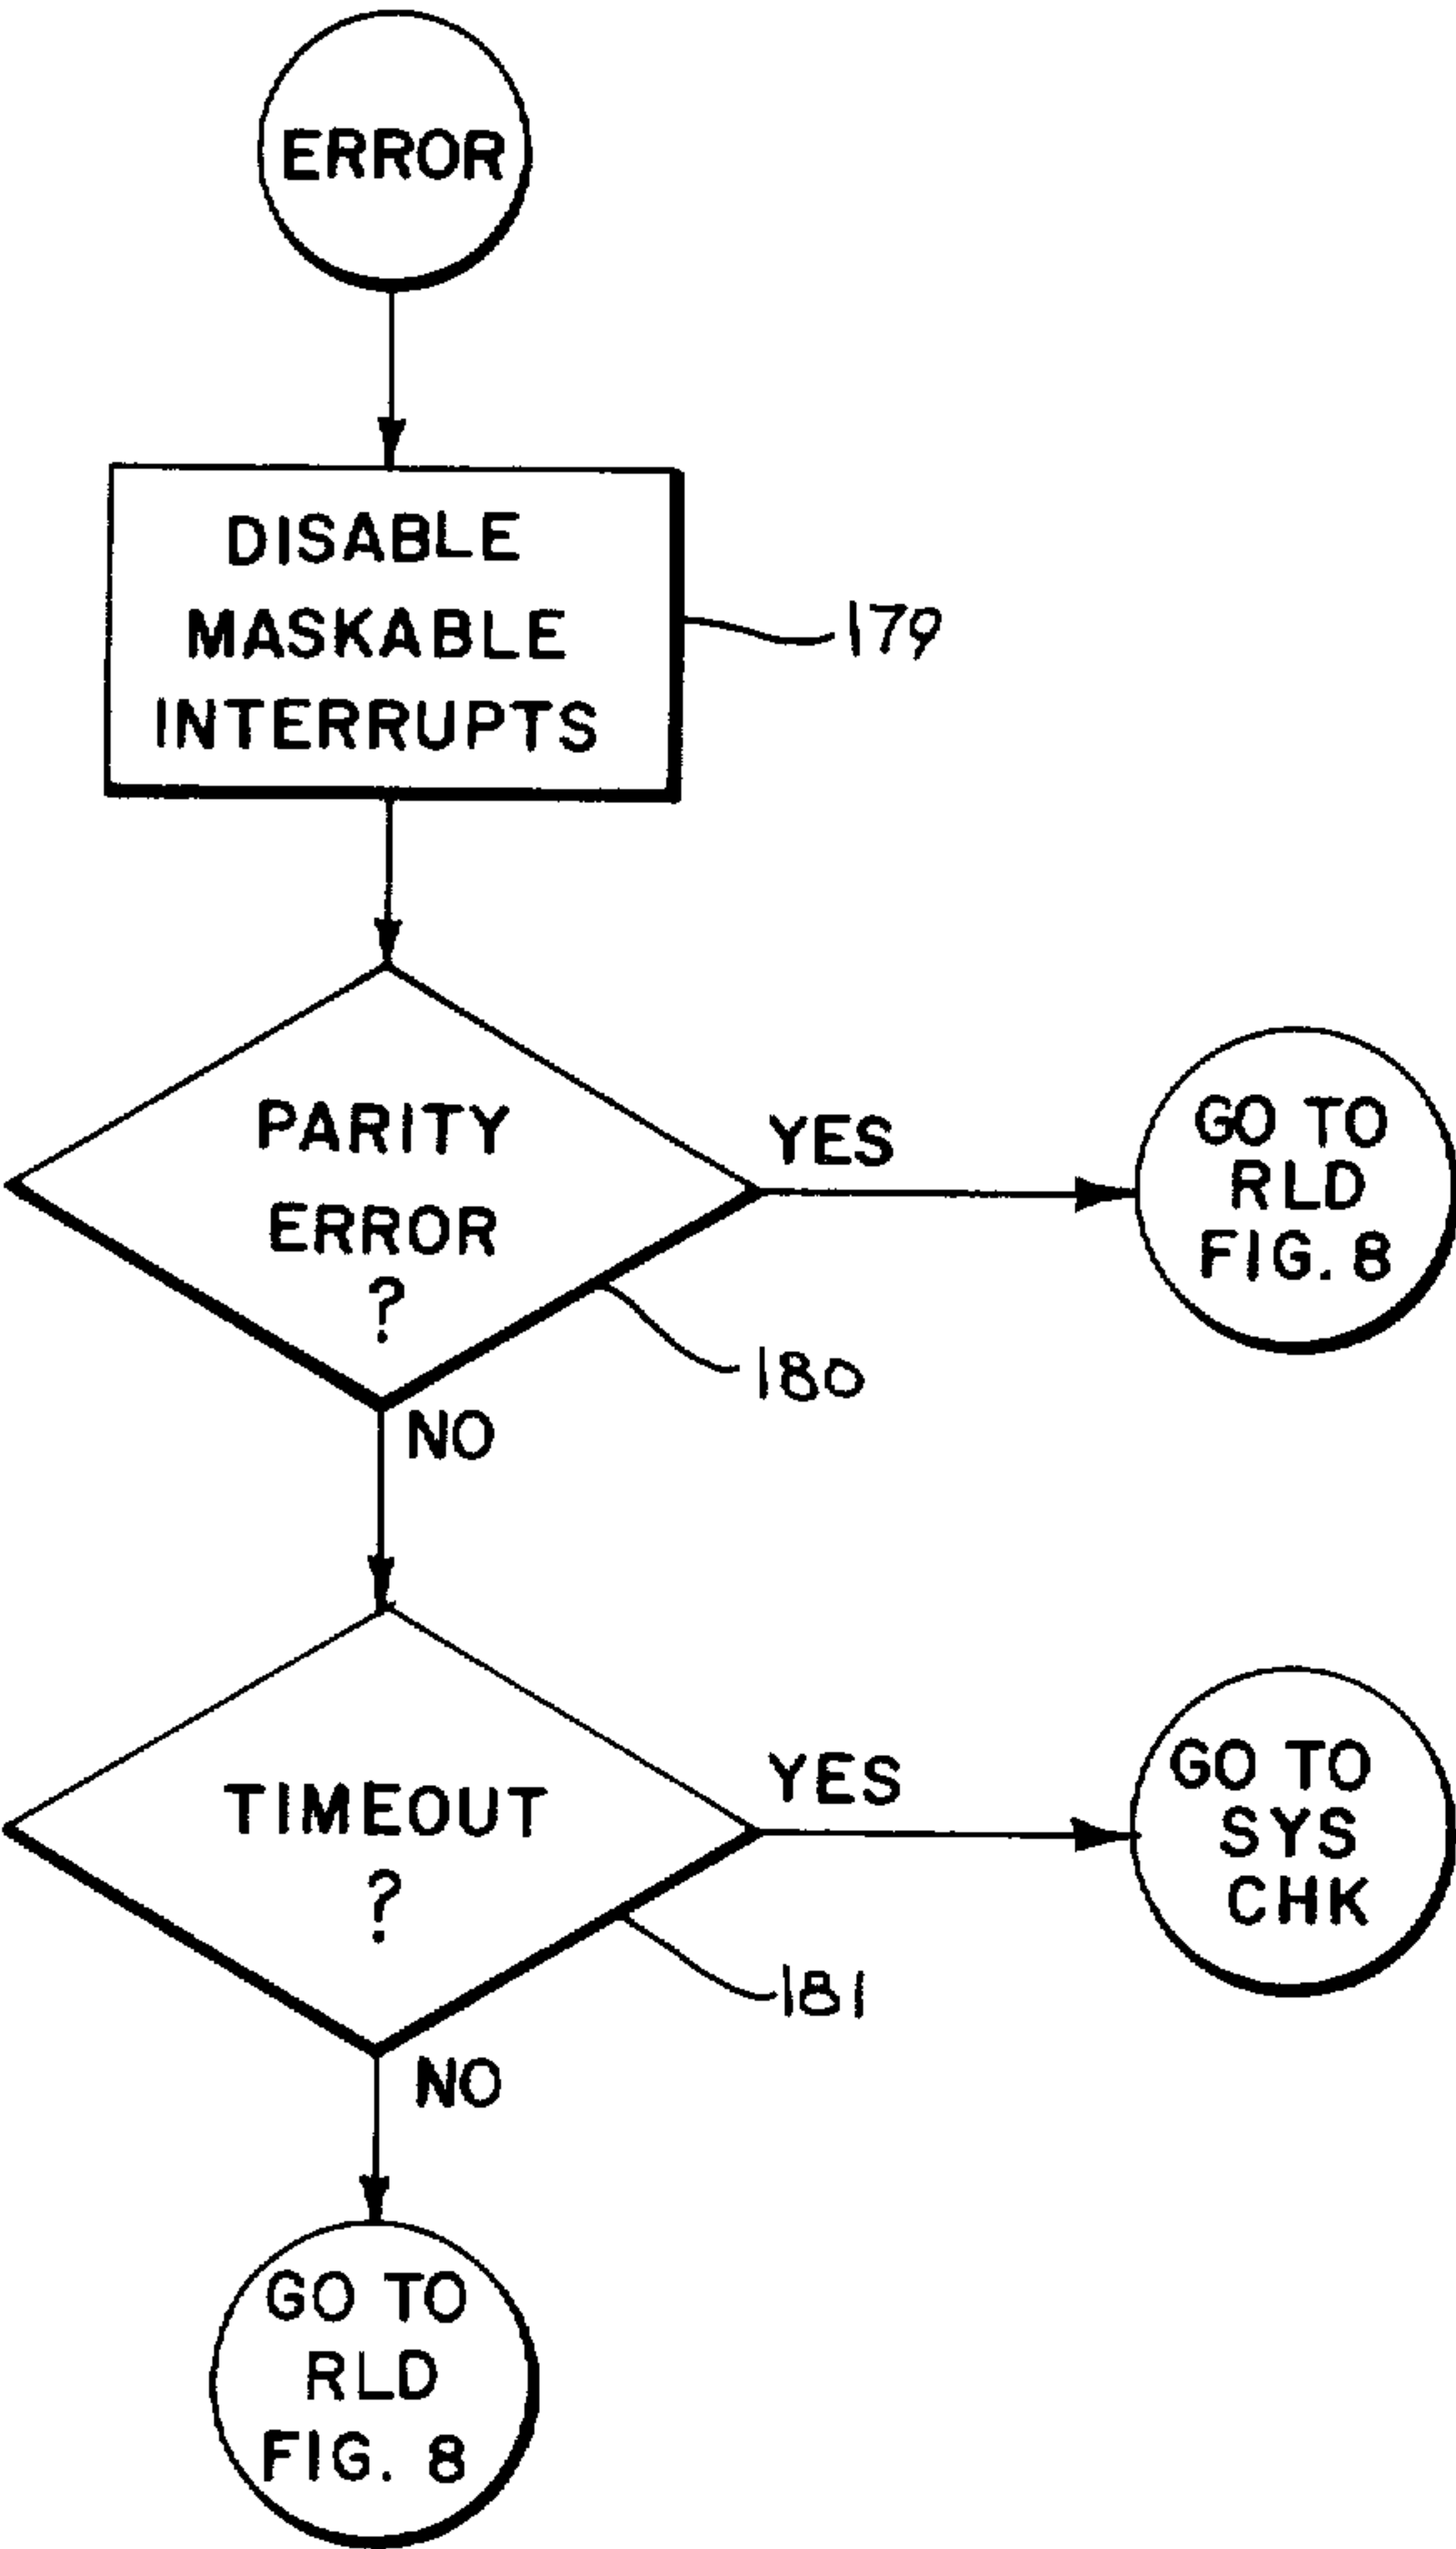 ERROR
DISABLE
MASKABLE
INTERRUPTS
179
PARITY
ERROR
?
YES
GO TO
RLD
FIG. 8
180
NO
TIMEOUT
?
YES
GO TO
SYS
CHK
181
NO
GO TO
RLD
FIG. 8